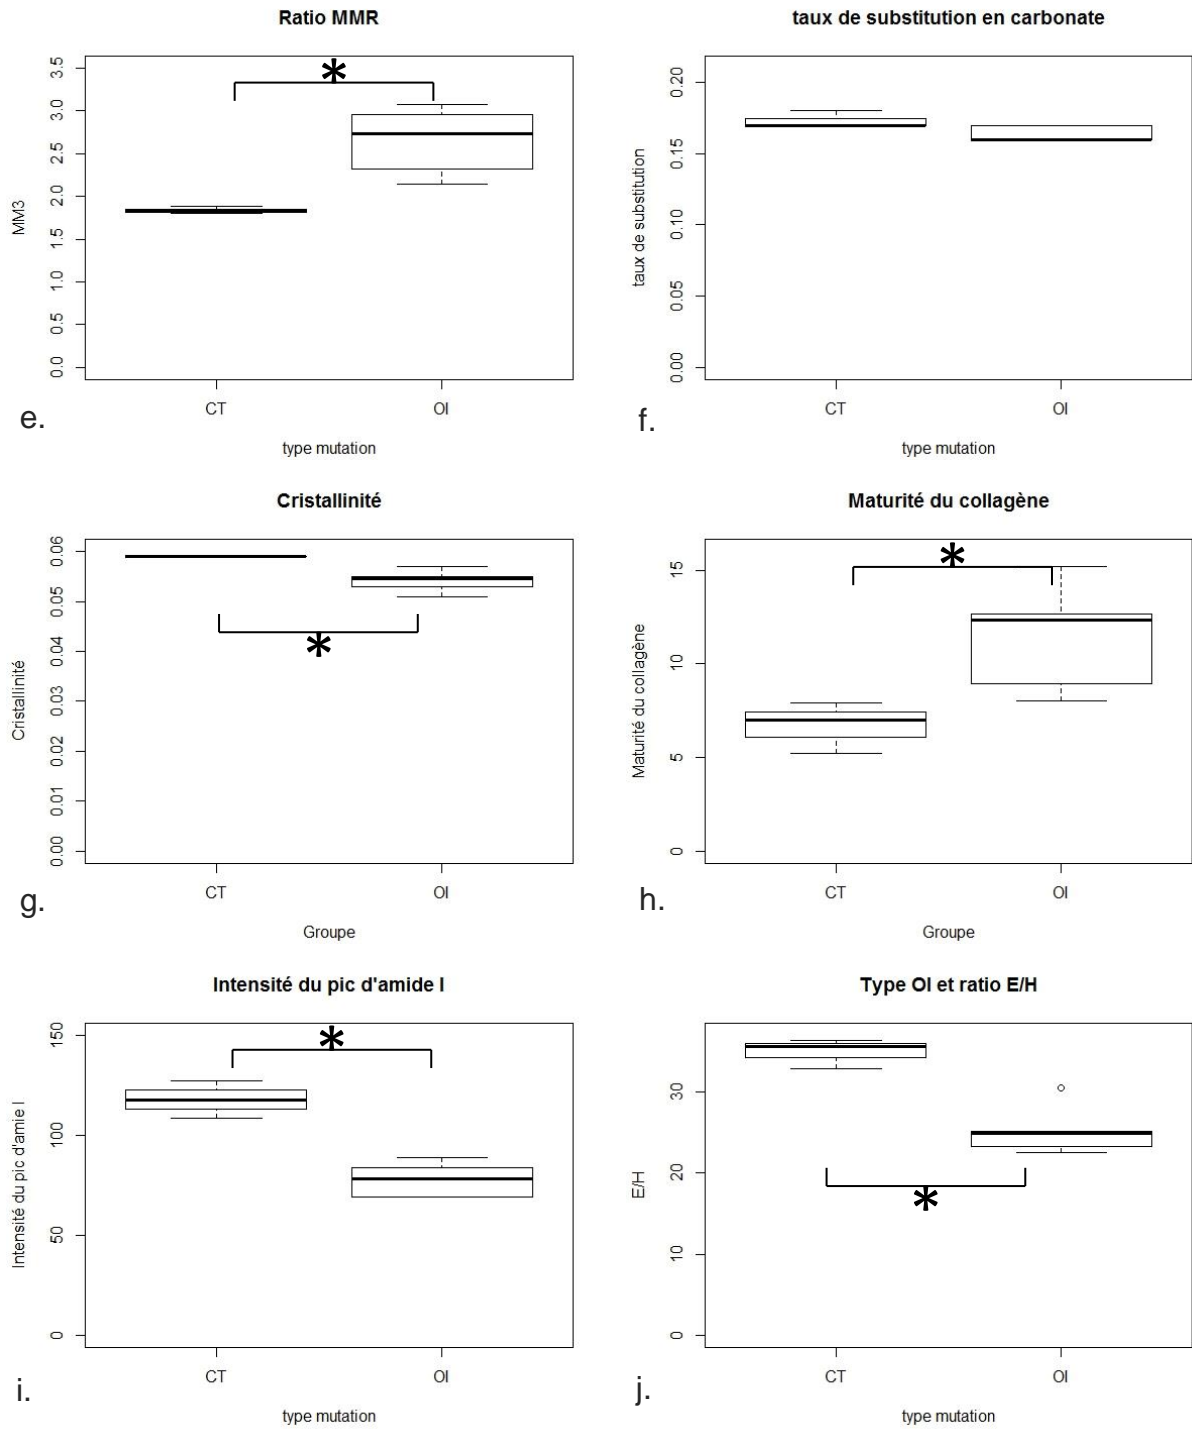 Ratio MMR
3.5
3.0
2.5
2.0
1.5
1.0
0.5
0.0
MM3
*
CT
OI
type mutation
e.
taux de substitution en carbonate
0.20
0.15
0.10
0.05
0.00
taux de substitution
CT
OI
type mutation
f.
Cristallinité
0.06
0.05
0.04
0.03
0.02
0.01
0.00
Cristallinité
*
CT
OI
Groupe
g.
Maturité du collagène
15
10
5
0
Maturité du collagène
*
CT
OI
Groupe
h.
Intensité du pic d'amide I
150
100
50
0
Intensité du pic d'amie I
*
CT
OI
type mutation
i.
Type OI et ratio E/H
30
20
10
0
E/H
*
CT
OI
type mutation
j.